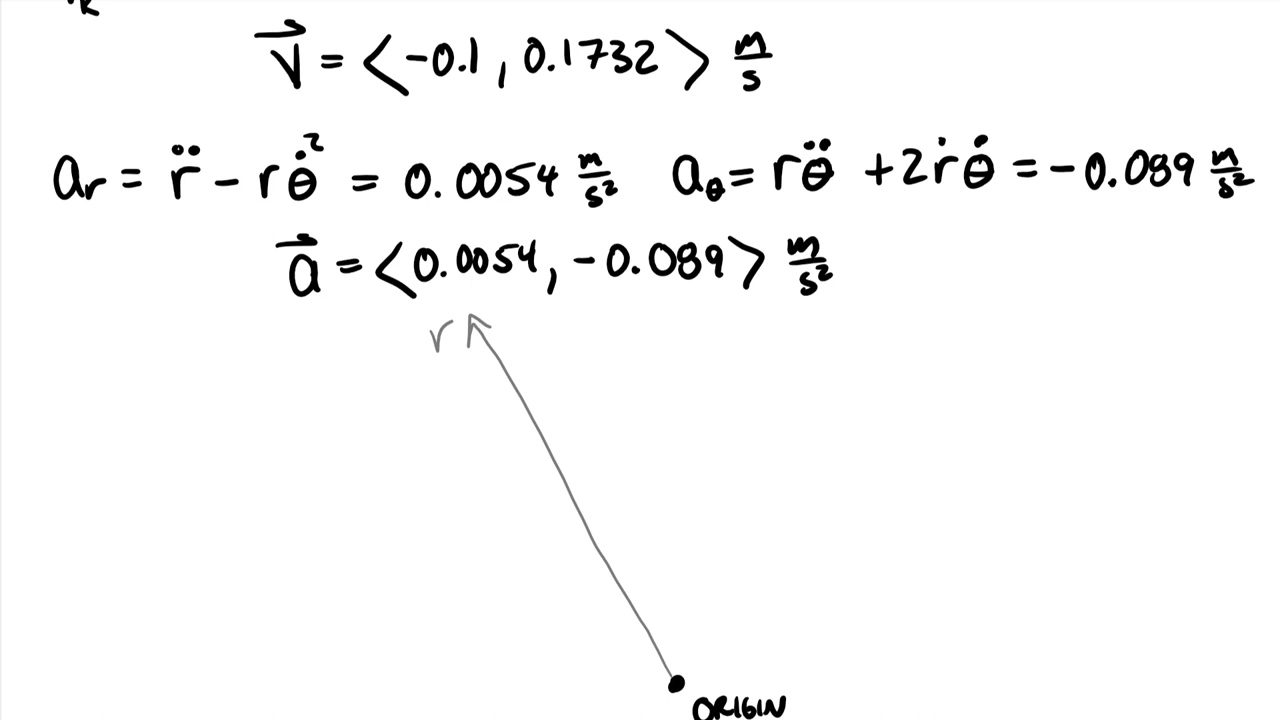 k
v⃗ = <-0.1, 0.1732> m/s
aᵣ = r̈ - rθ̇² = 0.0054 m/s² a_θ = rθ̈ + 2ṙθ̇ = -0.089 m/s²
a⃗ = <0.0054, -0.089> m/s²
r
ORIGIN